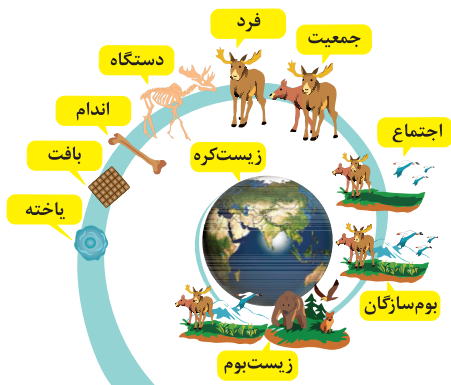 یاخته
بافت
اندام
دستگاه
فرد
جمعیت
اجتماع
بوم‌سازگان
زیست‌بوم
زیست‌کره